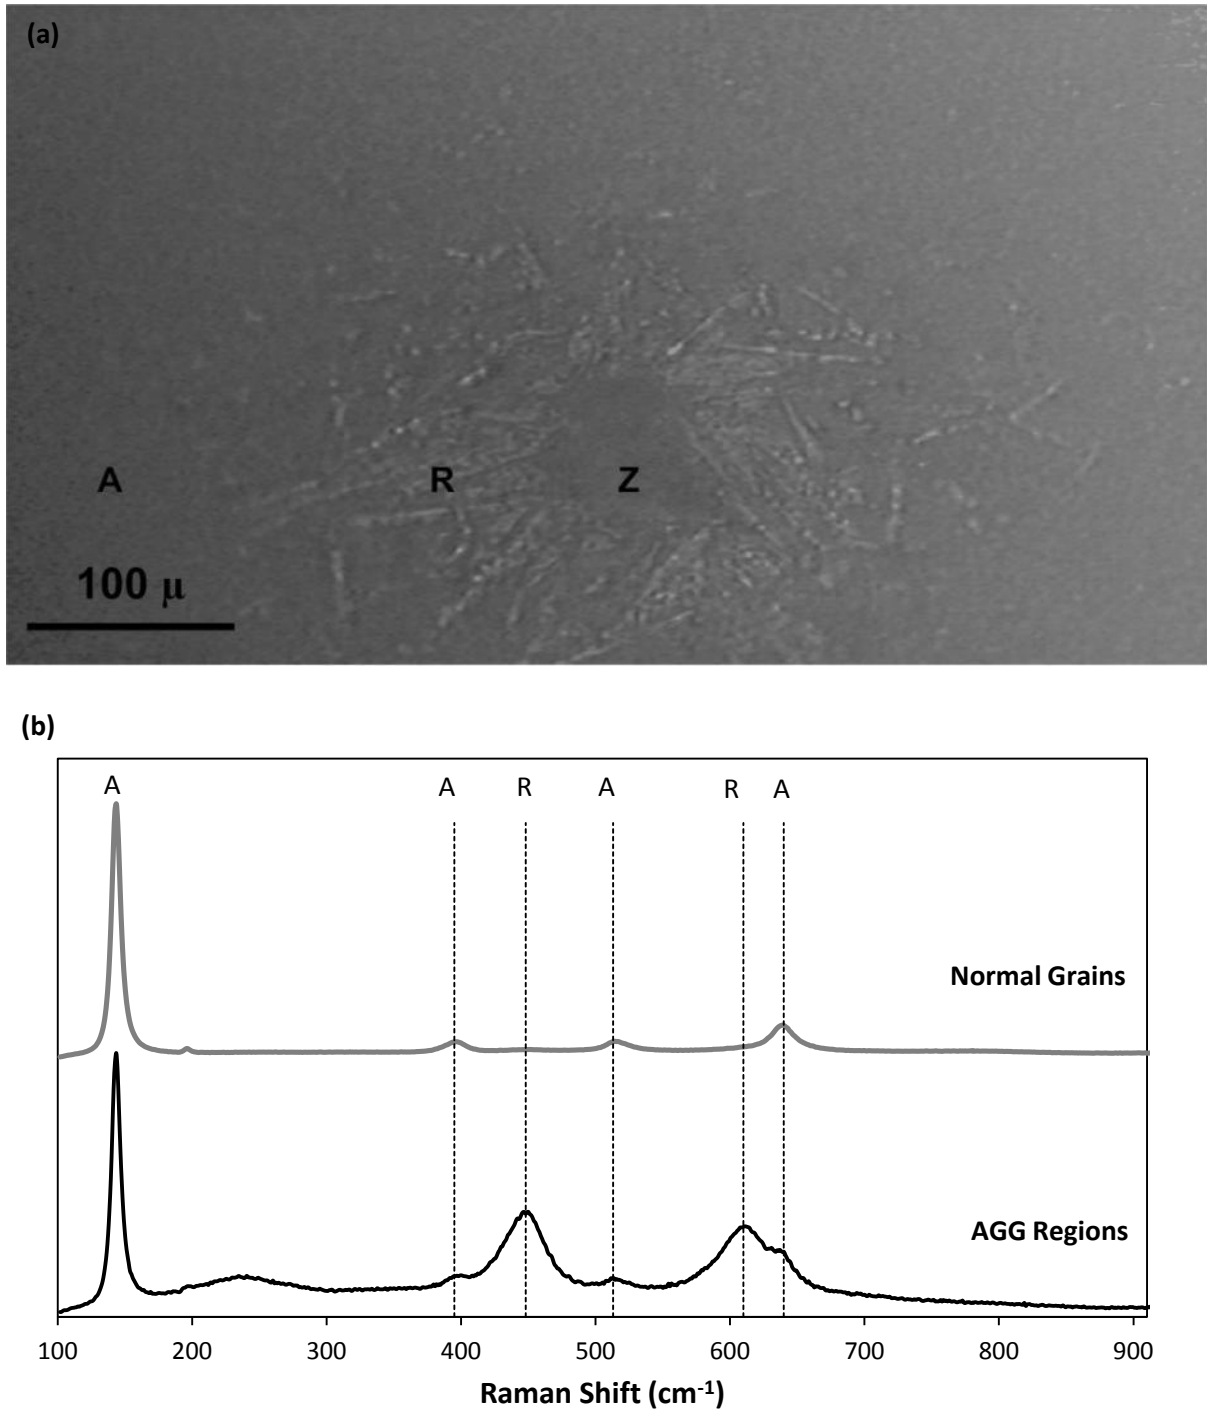 (a)
A R Z
100 μ
(b)
A A R A R A
Normal Grains
AGG Regions
100 200 300 400 500 600 700 800 900
Raman Shift (cm⁻¹)